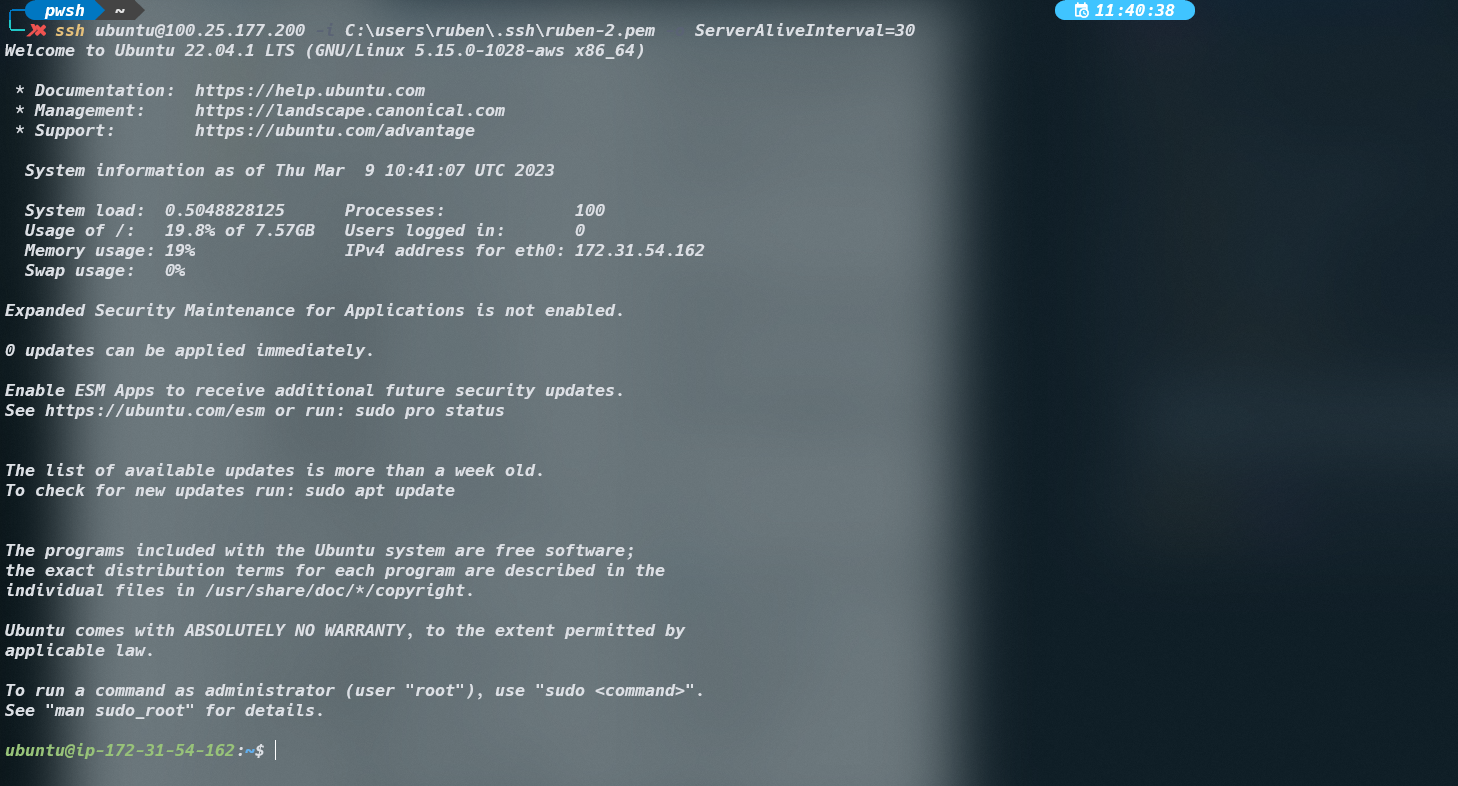 pwsh ~ 11:40:38
ssh ubuntu@100.25.177.200 -i C:\users\ruben\.ssh\ruben-2.pem ServerAliveInterval=30
Welcome to Ubuntu 22.04.1 LTS (GNU/Linux 5.15.0-1028-aws x86_64)
* Documentation: https://help.ubuntu.com
* Management: https://landscape.canonical.com
* Support: https://ubuntu.com/advantage
System information as of Thu Mar 9 10:41:07 UTC 2023
System load: 0.5048828125 Processes: 100
Usage of /: 19.8% of 7.57GB Users logged in: 0
Memory usage: 19% IPv4 address for eth0: 172.31.54.162
Swap usage: 0%
Expanded Security Maintenance for Applications is not enabled.
0 updates can be applied immediately.
Enable ESM Apps to receive additional future security updates.
See https://ubuntu.com/esm or run: sudo pro status
The list of available updates is more than a week old.
To check for new updates run: sudo apt update
The programs included with the Ubuntu system are free software;
the exact distribution terms for each program are described in the
individual files in /usr/share/doc/*/copyright.
Ubuntu comes with ABSOLUTELY NO WARRANTY, to the extent permitted by
applicable law.
To run a command as administrator (user "root"), use "sudo <command>".
See "man sudo_root" for details.
ubuntu@ip-172-31-54-162:~$